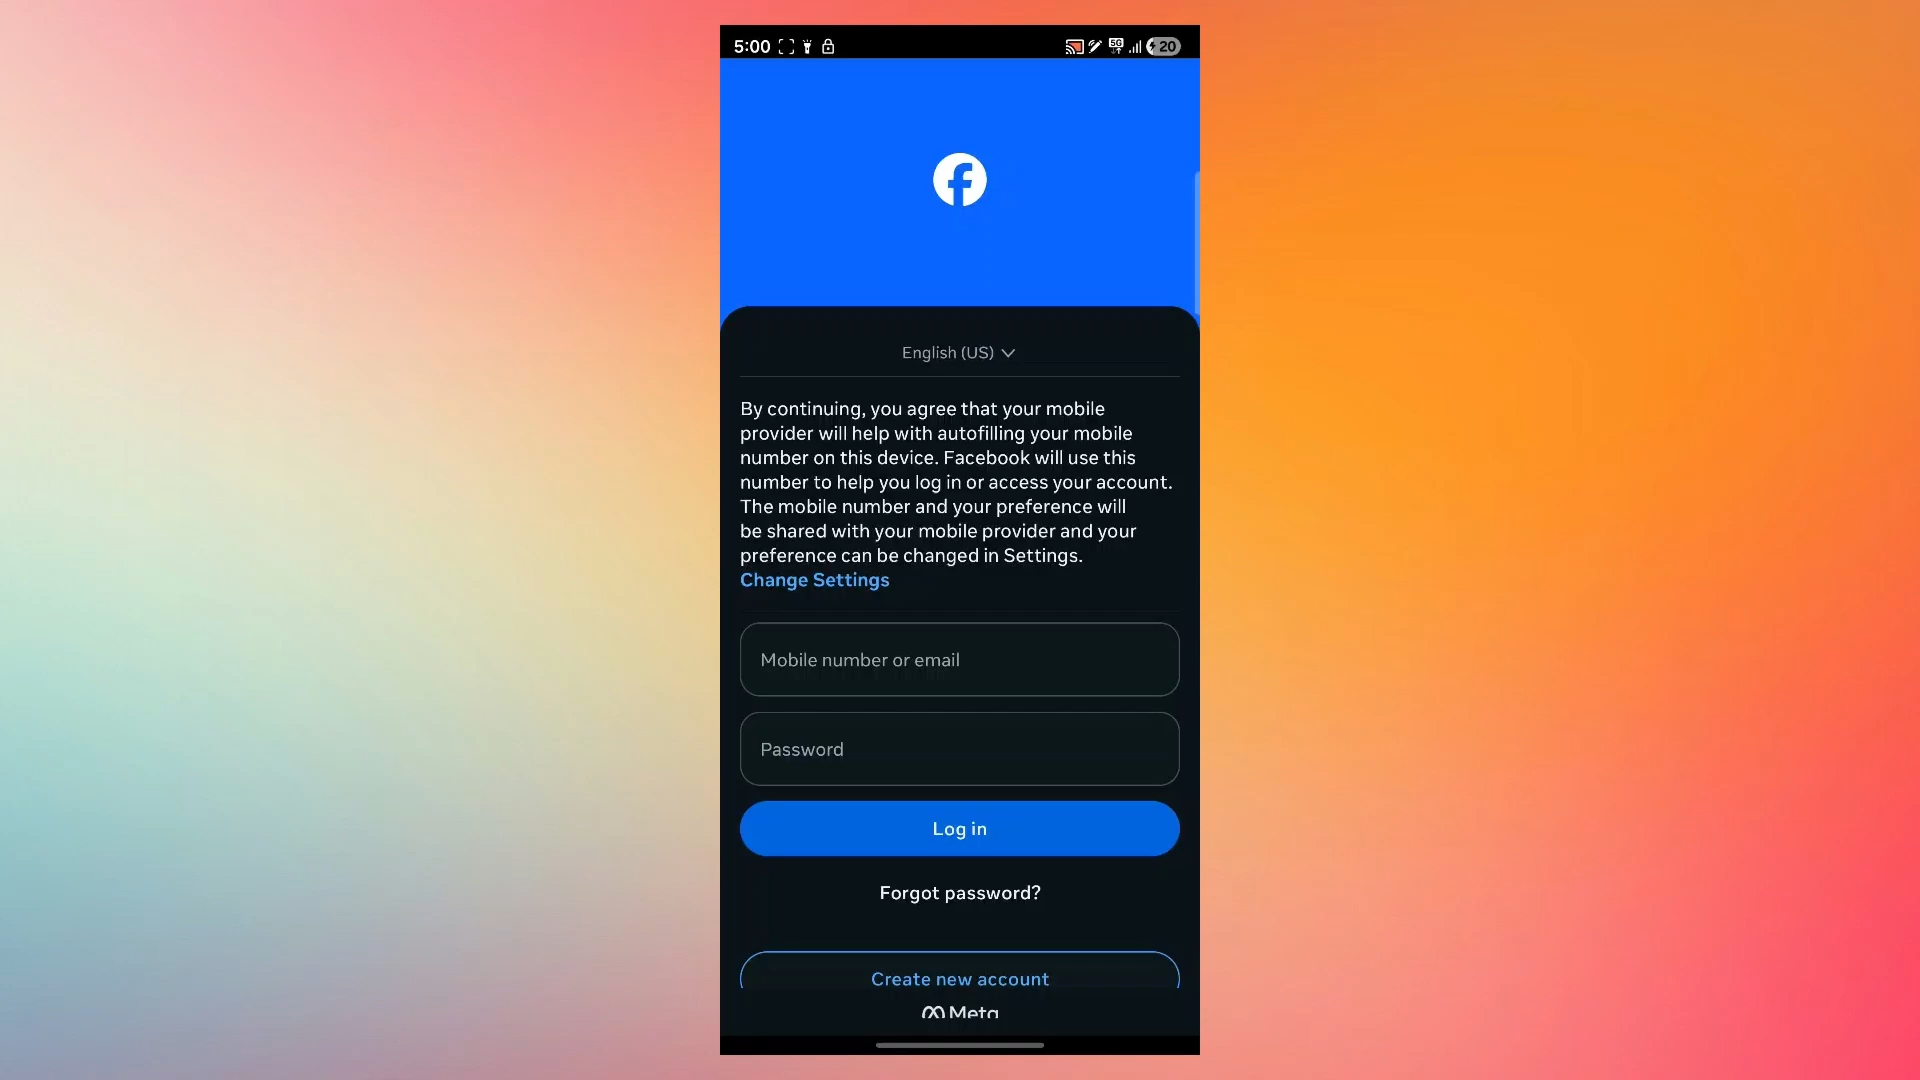 5:00
5G
20
English (US)
By continuing, you agree that your mobile
provider will help with autofilling your mobile
number on this device. Facebook will use this
number to help you log in or access your account.
The mobile number and your preference will
be shared with your mobile provider and your
preference can be changed in Settings.
Change Settings
Mobile number or email
Password
Log in
Forgot password?
Create new account
Meta